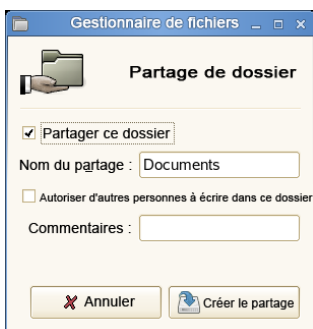 Gestionnaire de fichiers
Partage de dossier
Partager ce dossier
Nom du partage : Documents
Autoriser d'autres personnes à écrire dans ce dossier
Commentaires :
Annuler Créer le partage